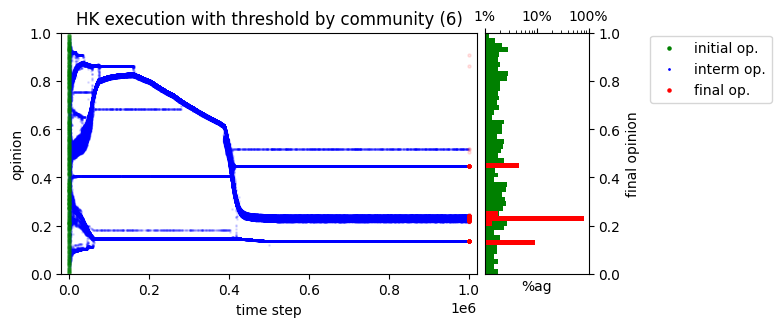 HK execution with threshold by community (6)
1% 10% 100%
1.0 1.0
0.8 0.8
0.6 0.6
0.4 0.4
0.2 0.2
0.0 0.0
opinion
final opinion
0.0 0.2 0.4 0.6 0.8 1.0
1e6
time step
%ag
initial op.
interm op.
final op.